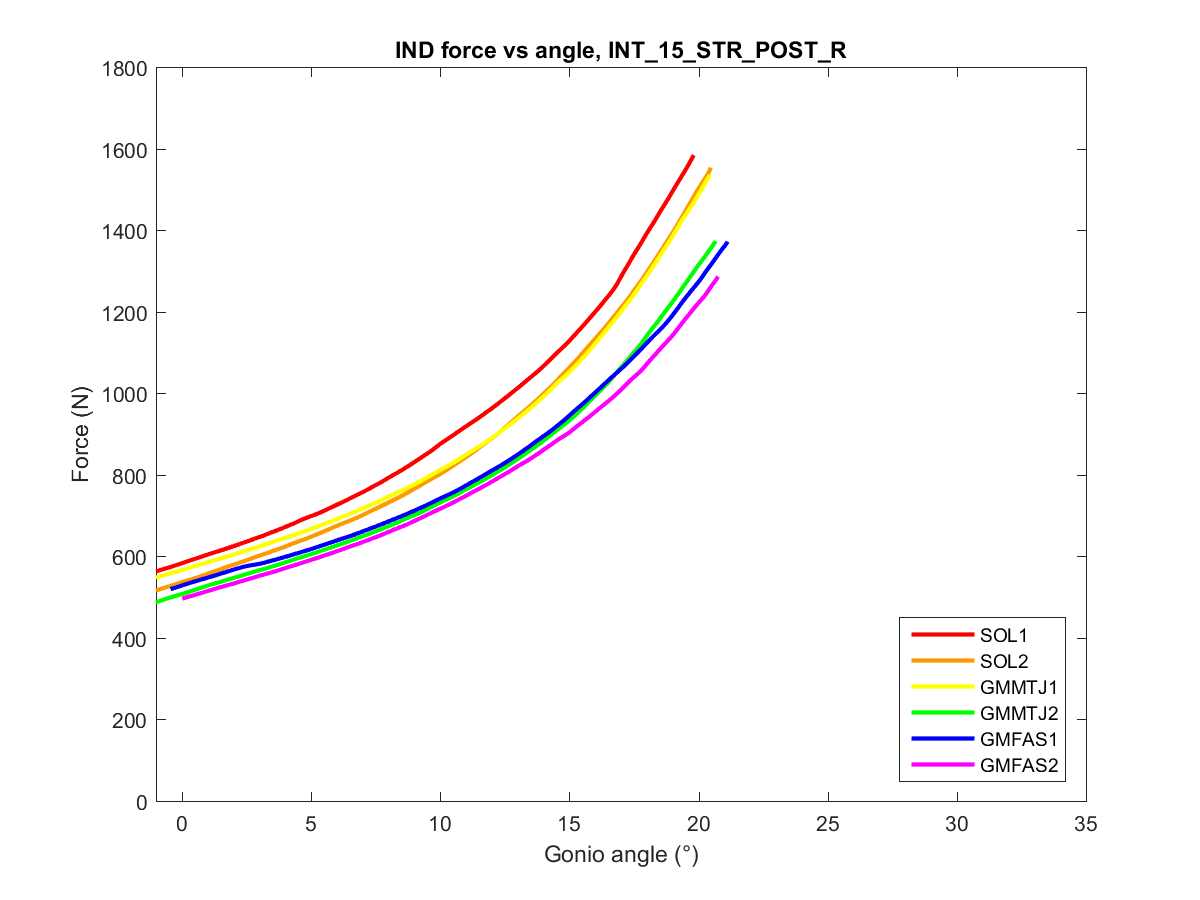 IND force vs angle, INT_15_STR_POST_R
1800
1600
1400
1200
1000
800
600
400
200
0
Force (N)
SOL1
SOL2
GMMTJ1
GMMTJ2
GMFAS1
GMFAS2
0 5 10 15 20 25 30 35
Gonio angle (°)